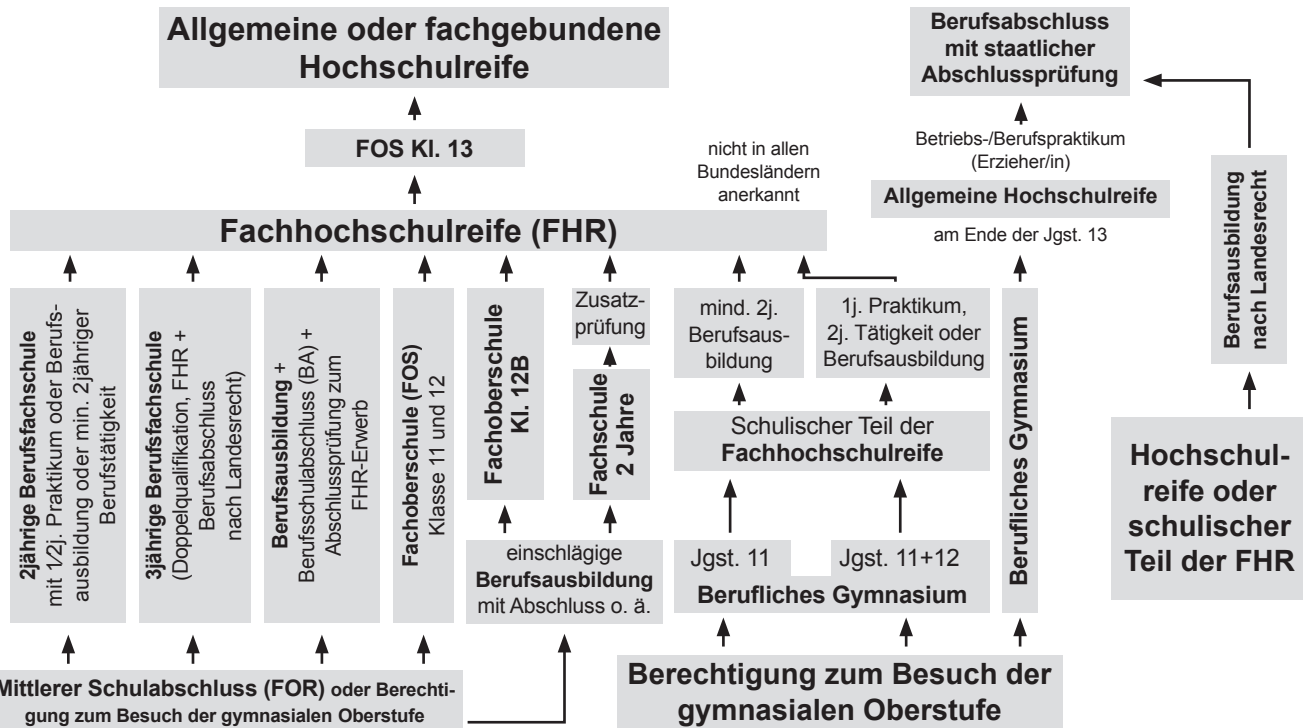 Allgemeine oder fachgebundene
Hochschulreife
Berufsabschluss
mit staatlicher
Abschlussprüfung
FOS Kl. 13
nicht in allen
Bundesländern
anerkannt
Betriebs-/Berufspraktikum
(Erzieher/in)
Allgemeine Hochschulreife
am Ende der Jgst. 13
Berufsausbildung
nach Landesrecht
Fachhochschulreife (FHR)
2jährige Berufsfachschule
mit 1⁄2j. Praktikum oder Berufs-
ausbildung oder min. 2jähriger
Berufstätigkeit
3jährige Berufsfachschule
(Doppelqualifikation, FHR +
Berufsabschluss
nach Landesrecht)
Berufsausbildung +
Berufsschulabschluss (BA) +
Abschlussprüfung zum
FHR-Erwerb
Fachoberschule (FOS)
Klasse 11 und 12
Fachoberschule
Kl. 12B
Zusatz-
prüfung
Fachschule
2 Jahre
einschlägige
Berufsausbildung
mit Abschluss o. ä.
mind. 2j.
Berufsaus-
bildung
1j. Praktikum,
2j. Tätigkeit oder
Berufsausbildung
Schulischer Teil der
Fachhochschulreife
Jgst. 11
Jgst. 11+12
Berufliches Gymnasium
Berufliches Gymnasium
Hochschul-
reife oder
schulischer
Teil der FHR
Mittlerer Schulabschluss (FOR) oder Berechti-
gung zum Besuch der gymnasialen Oberstufe
Berechtigung zum Besuch der
gymnasialen Oberstufe